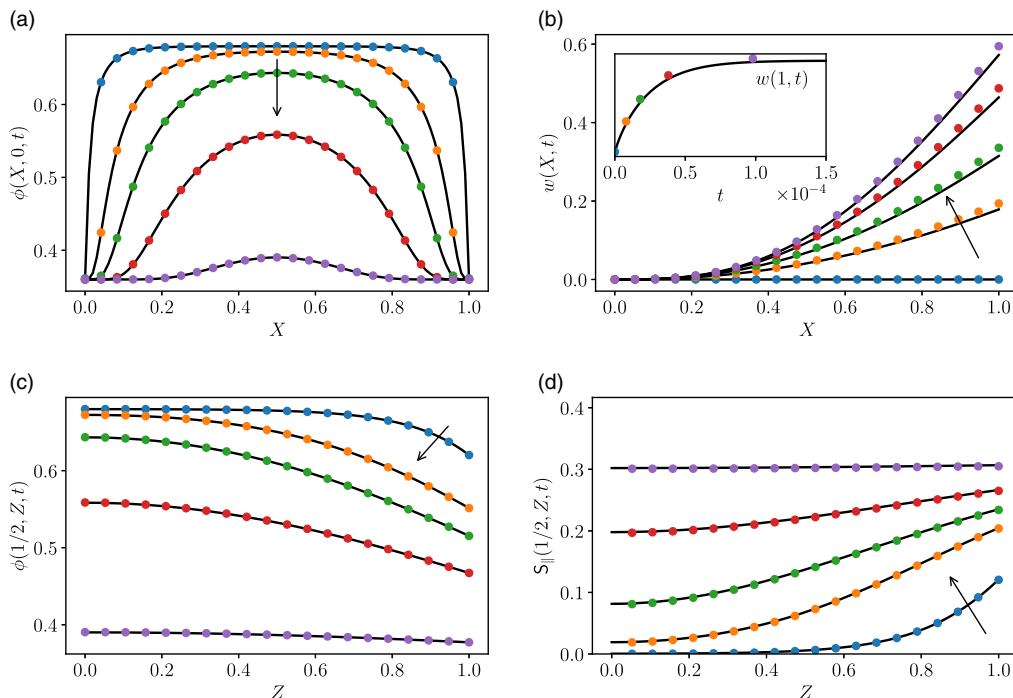 (a)
0.6
0.5
0.4
ϕ(X, 0, t)
0.0 0.2 0.4 0.6 0.8 1.0
X
(b)
0.6
0.4
0.2
0.0
w(X, t)
w(1, t)
0.0 0.5 1.0 1.5
t ×10⁻⁴
0.0 0.2 0.4 0.6 0.8 1.0
X
(c)
0.6
0.5
0.4
ϕ(1/2, Z, t)
0.0 0.2 0.4 0.6 0.8 1.0
Z
(d)
0.4
0.3
0.2
0.1
0.0
S∥(1/2, Z, t)
0.0 0.2 0.4 0.6 0.8 1.0
Z